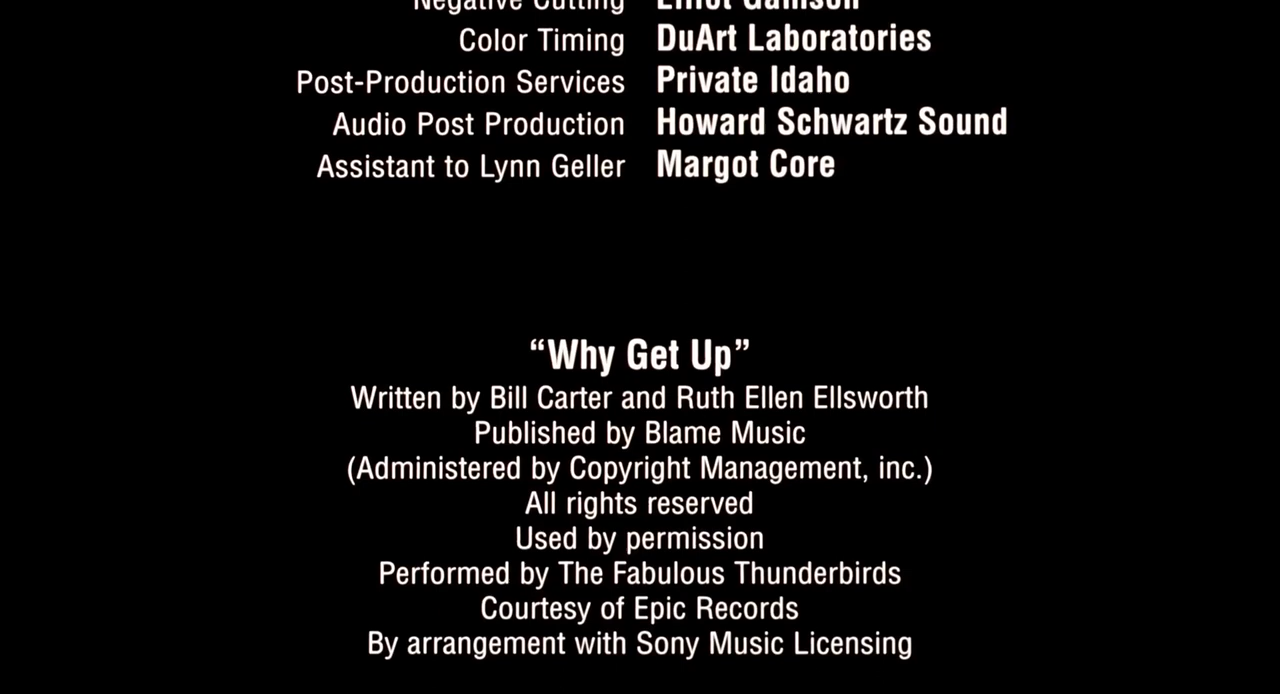 Negative Cutting
Color Timing DuArt Laboratories
Post-Production Services Private Idaho
Audio Post Production Howard Schwartz Sound
Assistant to Lynn Geller Margot Core
“Why Get Up”
Written by Bill Carter and Ruth Ellen Ellsworth
Published by Blame Music
(Administered by Copyright Management, inc.)
All rights reserved
Used by permission
Performed by The Fabulous Thunderbirds
Courtesy of Epic Records
By arrangement with Sony Music Licensing